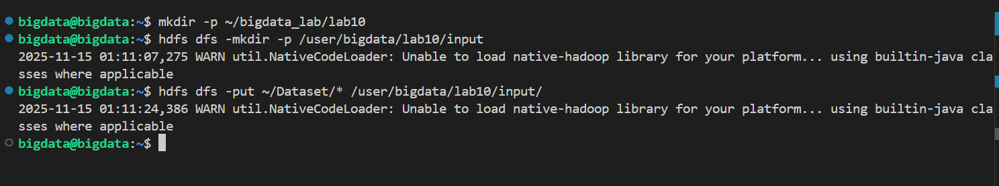 bigdata@bigdata:~$ mkdir -p ~/bigdata_lab/lab10
bigdata@bigdata:~$ hdfs dfs -mkdir -p /user/bigdata/lab10/input
2025-11-15 01:11:07,275 WARN util.NativeCodeLoader: Unable to load native-hadoop library for your platform... using builtin-java cla
sses where applicable
bigdata@bigdata:~$ hdfs dfs -put ~/Dataset/* /user/bigdata/lab10/input/
2025-11-15 01:11:24,386 WARN util.NativeCodeLoader: Unable to load native-hadoop library for your platform... using builtin-java cla
sses where applicable
bigdata@bigdata:~$